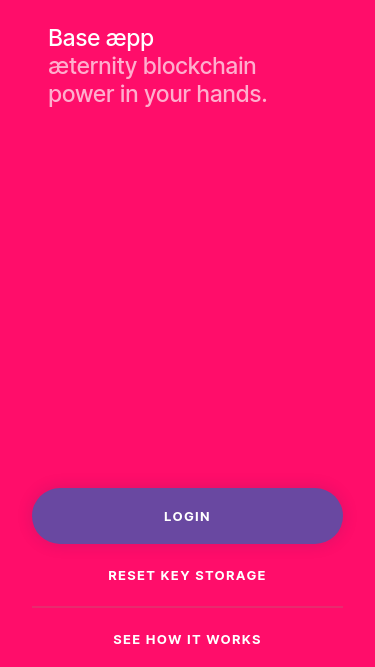 Base æpp
æternity blockchain
power in your hands.
LOGIN
RESET KEY STORAGE
SEE HOW IT WORKS